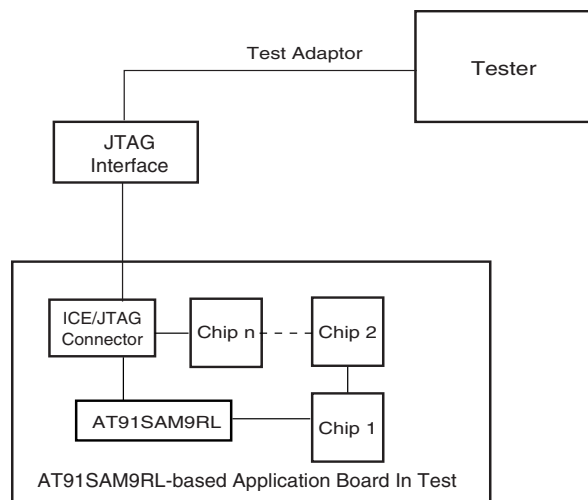 Test Adaptor
Tester
JTAG
Interface
ICE/JTAG
Connector
Chip n
Chip 2
AT91SAM9RL
Chip 1
AT91SAM9RL-based Application Board In Test